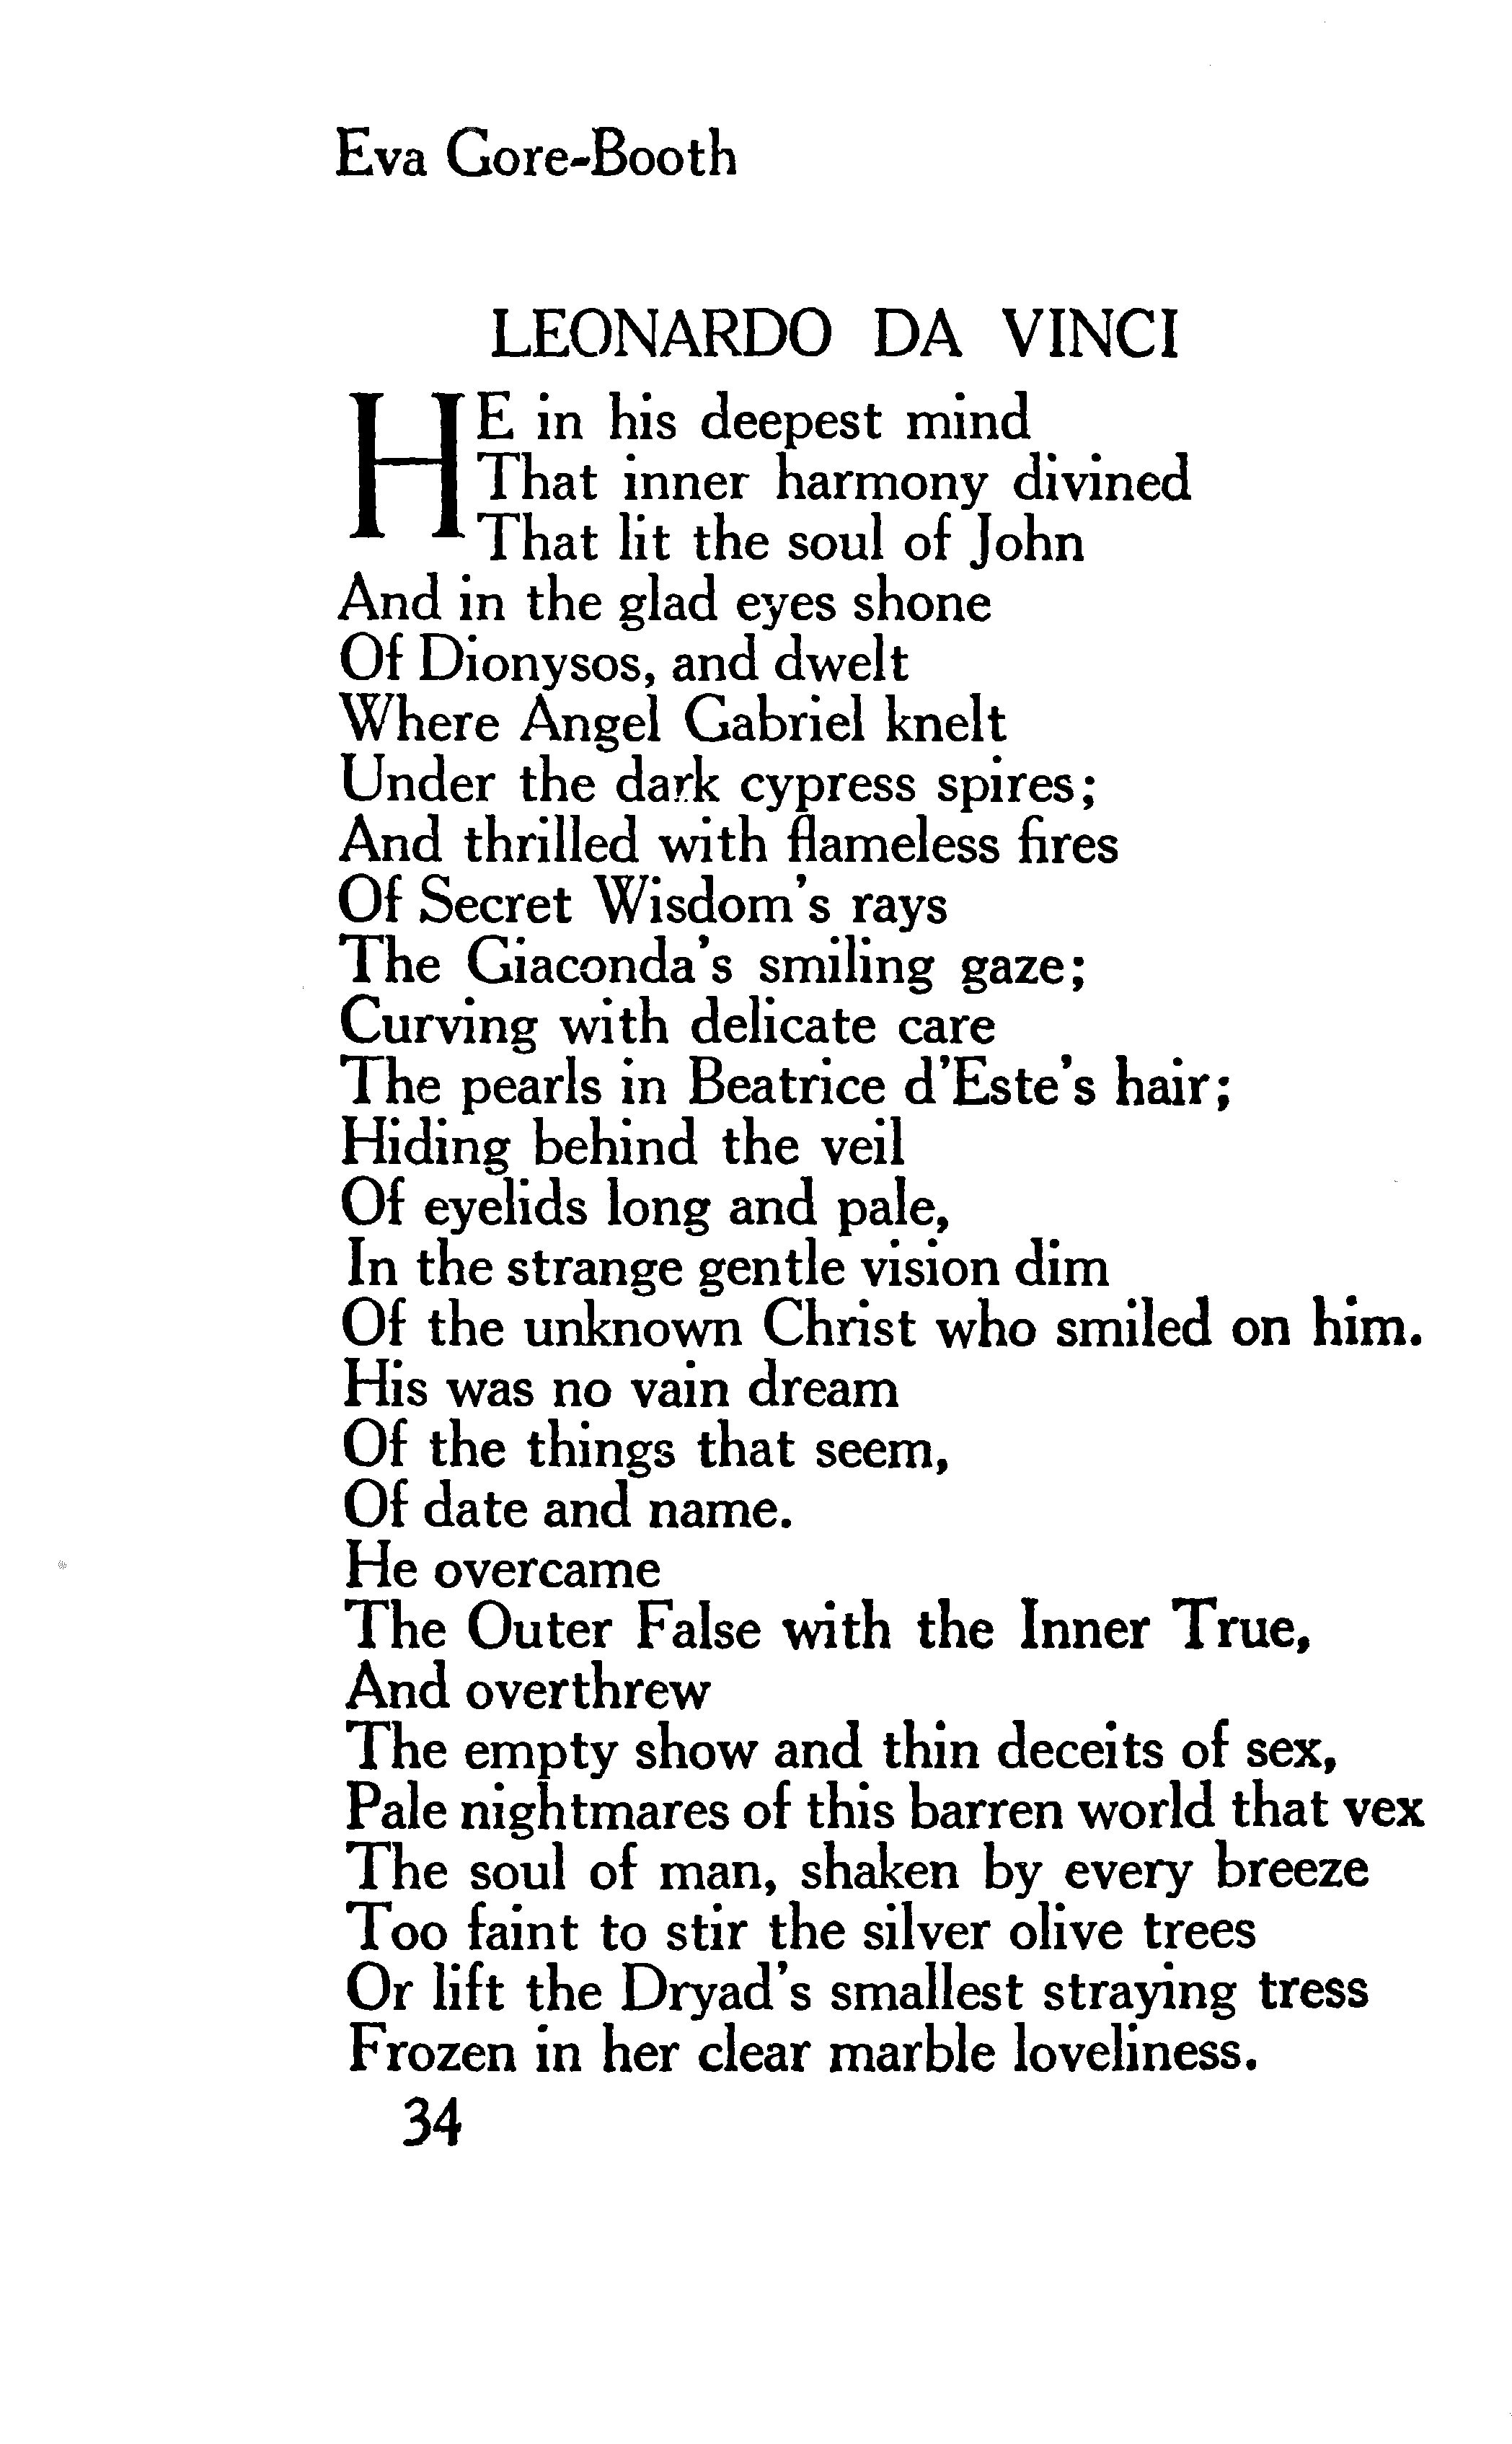 Eva Gore-Booth
LEONARDO DA VINCI
HE in his deepest mind
That inner harmony divined
That lit the soul of John
And in the glad eyes shone
Of Dionysos, and dwelt
Where Angel Gabriel knelt
Under the dark cypress spires;
And thrilled with flameless fires
Of Secret Wisdom's rays
The Giaconda's smiling gaze;
Curving with delicate care
The pearls in Beatrice d'Este's hair;
Hiding behind the veil
Of eyelids long and pale,
In the strange gentle vision dim
Of the unknown Christ who smiled on him.
His was no vain dream
Of the things that seem,
Of date and name.
He overcame
The Outer False with the Inner True,
And overthrew
The empty show and thin deceits of sex,
Pale nightmares of this barren world that vex
The soul of man, shaken by every breeze
Too faint to stir the silver olive trees
Or lift the Dryad's smallest straying tress
Frozen in her clear marble loveliness.
34